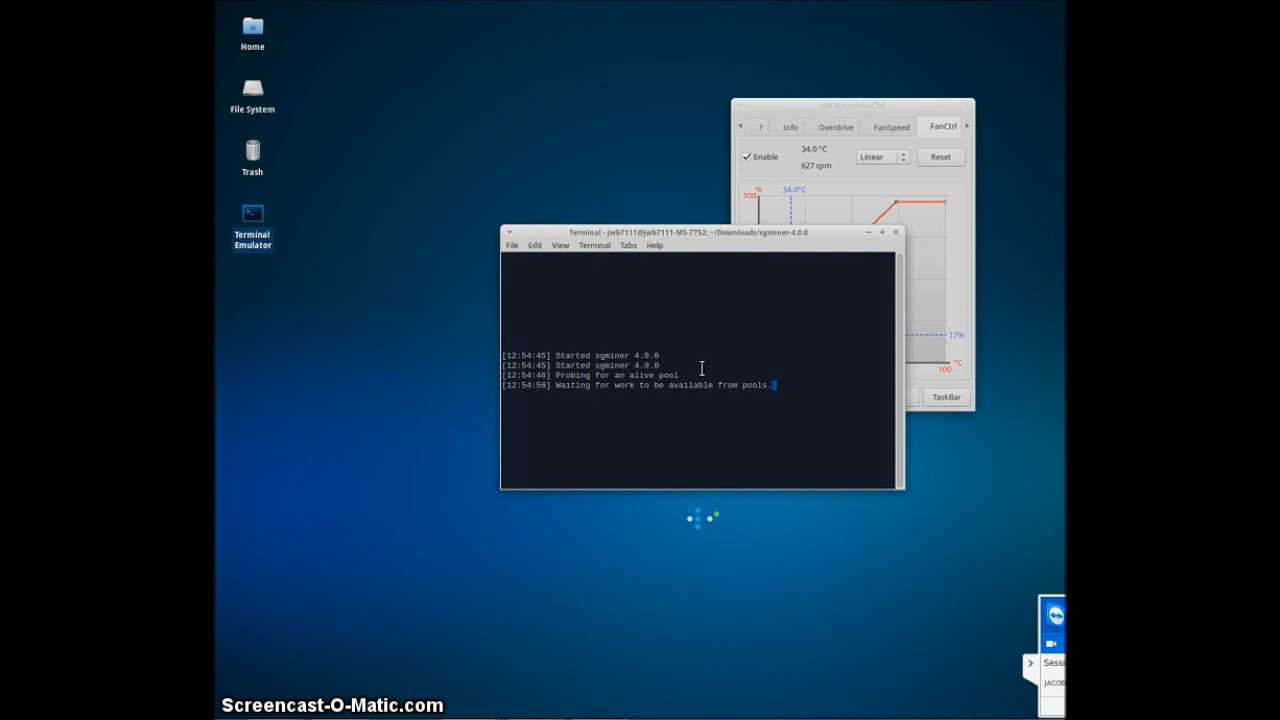 Home
File System
Trash
Terminal
Emulator
AMDOverdriveCtrl
? Info Overdrive FanSpeed FanCtrl
Enable
34.0 °C
627 rpm
Linear
Reset
100 %
34.0°C
17%
°C
100
TaskBar
Terminal - jwb7111@jwb7111-MS-7752: ~/Downloads/sgminer-4.0.0
File Edit View Terminal Tabs Help
[12:54:45] Started sgminer 4.0.0
[12:54:45] Started sgminer 4.0.0
[12:54:46] Probing for an alive pool
[12:54:56] Waiting for work to be available from pools.
Sessi
JACOB
Screencast-O-Matic.com